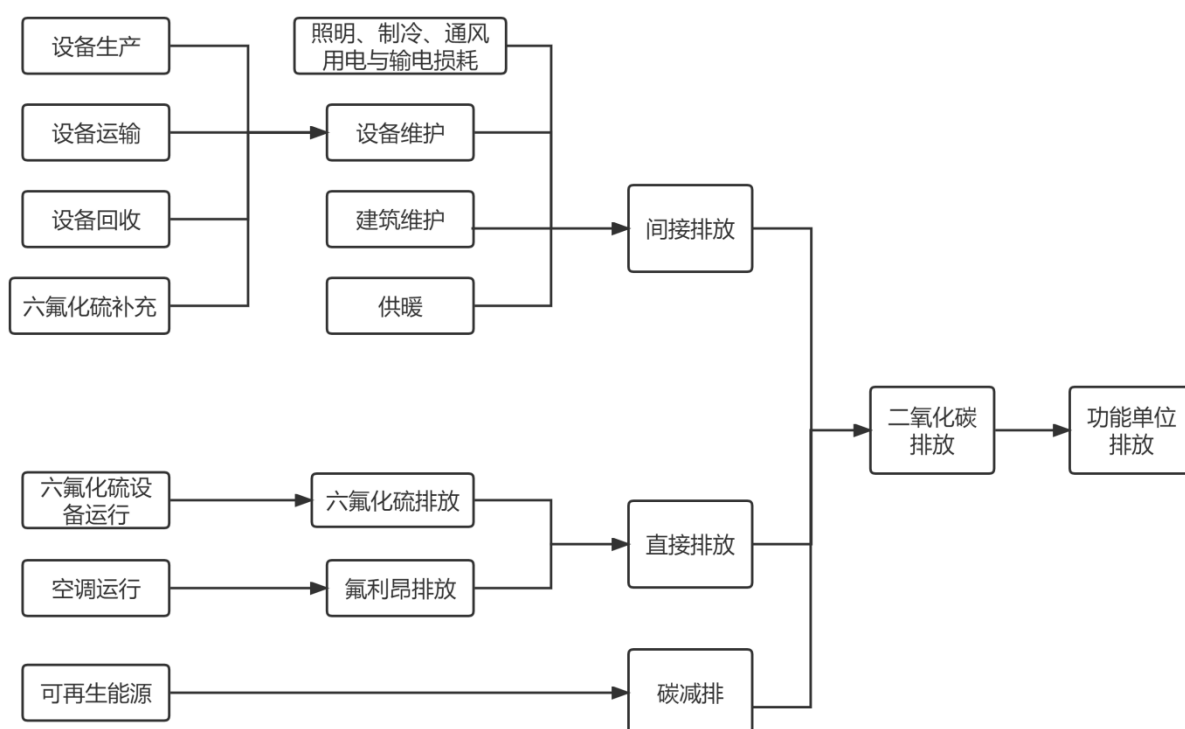 设备生产
照明、制冷、通风
用电与输电损耗
设备运输
设备维护
设备回收
建筑维护
间接排放
六氟化硫补充
供暖
二氧化碳
排放
功能单位
排放
六氟化硫设
备运行
六氟化硫排放
直接排放
空调运行
氟利昂排放
可再生能源
碳减排